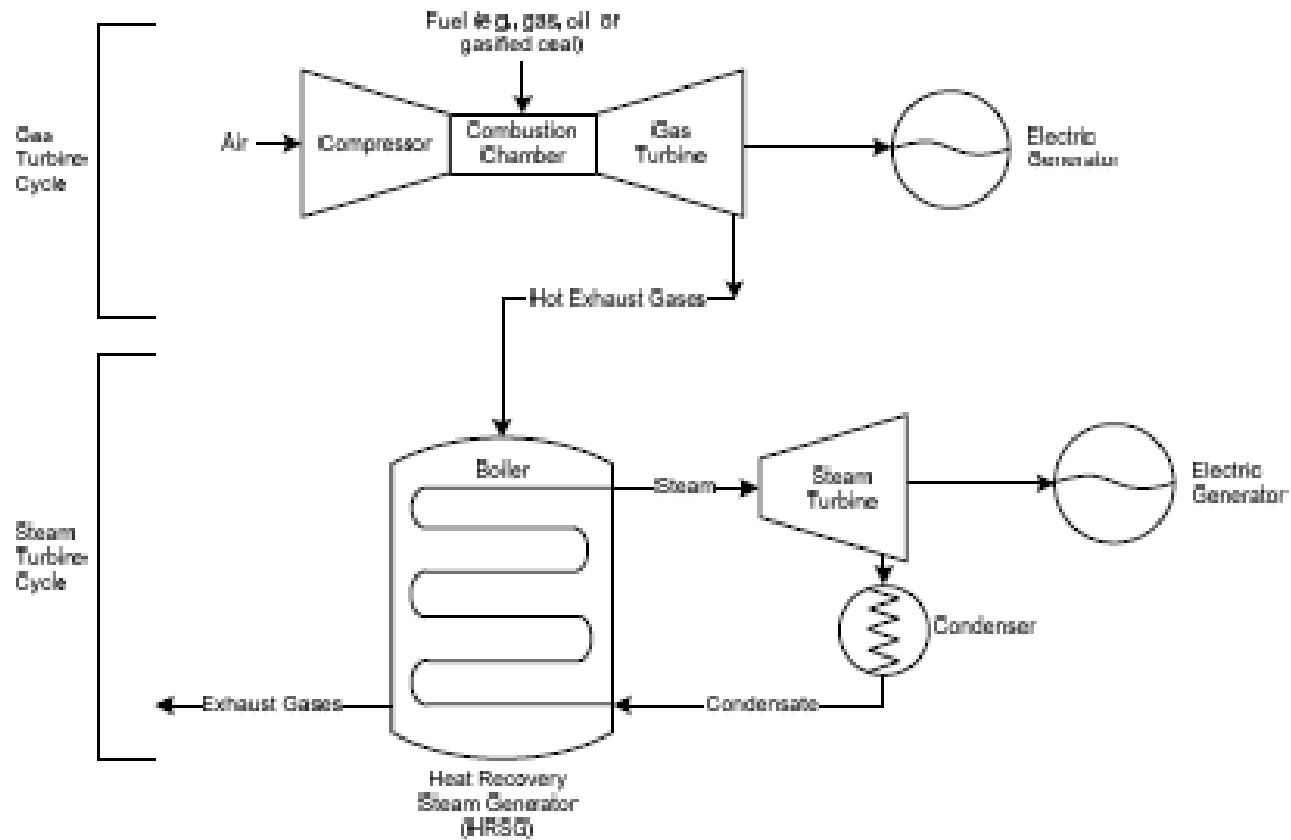 Fuel (e.g., gas, oil or
gasified coal)
Gas
Turbine
Cycle
Air
Compressor
Combustion
Chamber
Gas
Turbine
Electric
Generator
Hot Exhaust Gases
Boiler
Steam
Steam
Turbine
Electric
Generator
Steam
Turbine
Cycle
Condenser
Exhaust Gases
Condensate
Heat Recovery
Steam Generator
(HRSG)